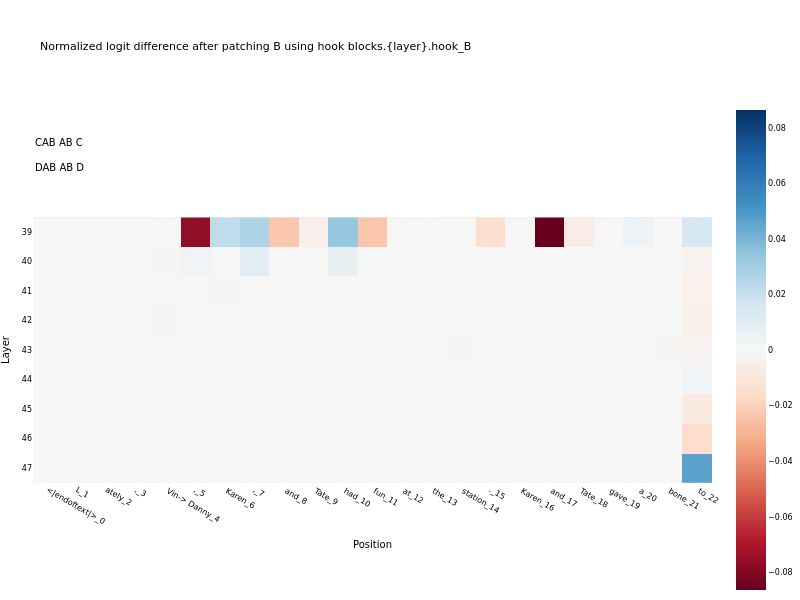 Normalized logit difference after patching B using hook blocks.{layer}.hook_B
CAB AB C
DAB AB D
0.08
0.06
0.04
0.02
0
−0.02
−0.04
−0.06
−0.08
39
40
41
42
43
44
45
46
47
Layer
<|endoftext|>_0
L_1
ately_2
,_3
Vin-> Danny_4
,_5
Karen_6
,_7
and_8
Tate_9
had_10
fun_11
at_12
the_13
station_14
._15
Karen_16
and_17
Tate_18
gave_19
a_20
bone_21
to_22
Position